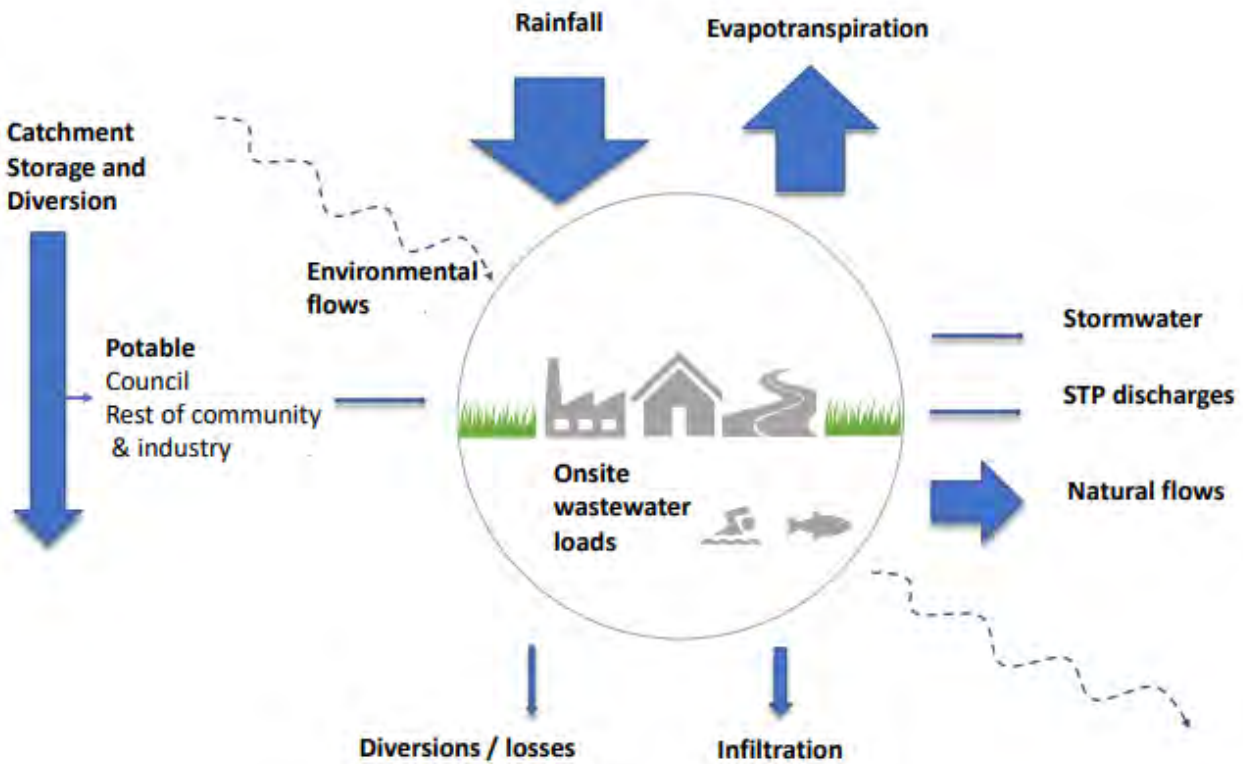 Rainfall
Evapotranspiration
Catchment
Storage and
Diversion
Environmental
flows
Potable
Council
Rest of community
& industry
Stormwater
STP discharges
Natural flows
Onsite
wastewater
loads
Diversions / losses
Infiltration